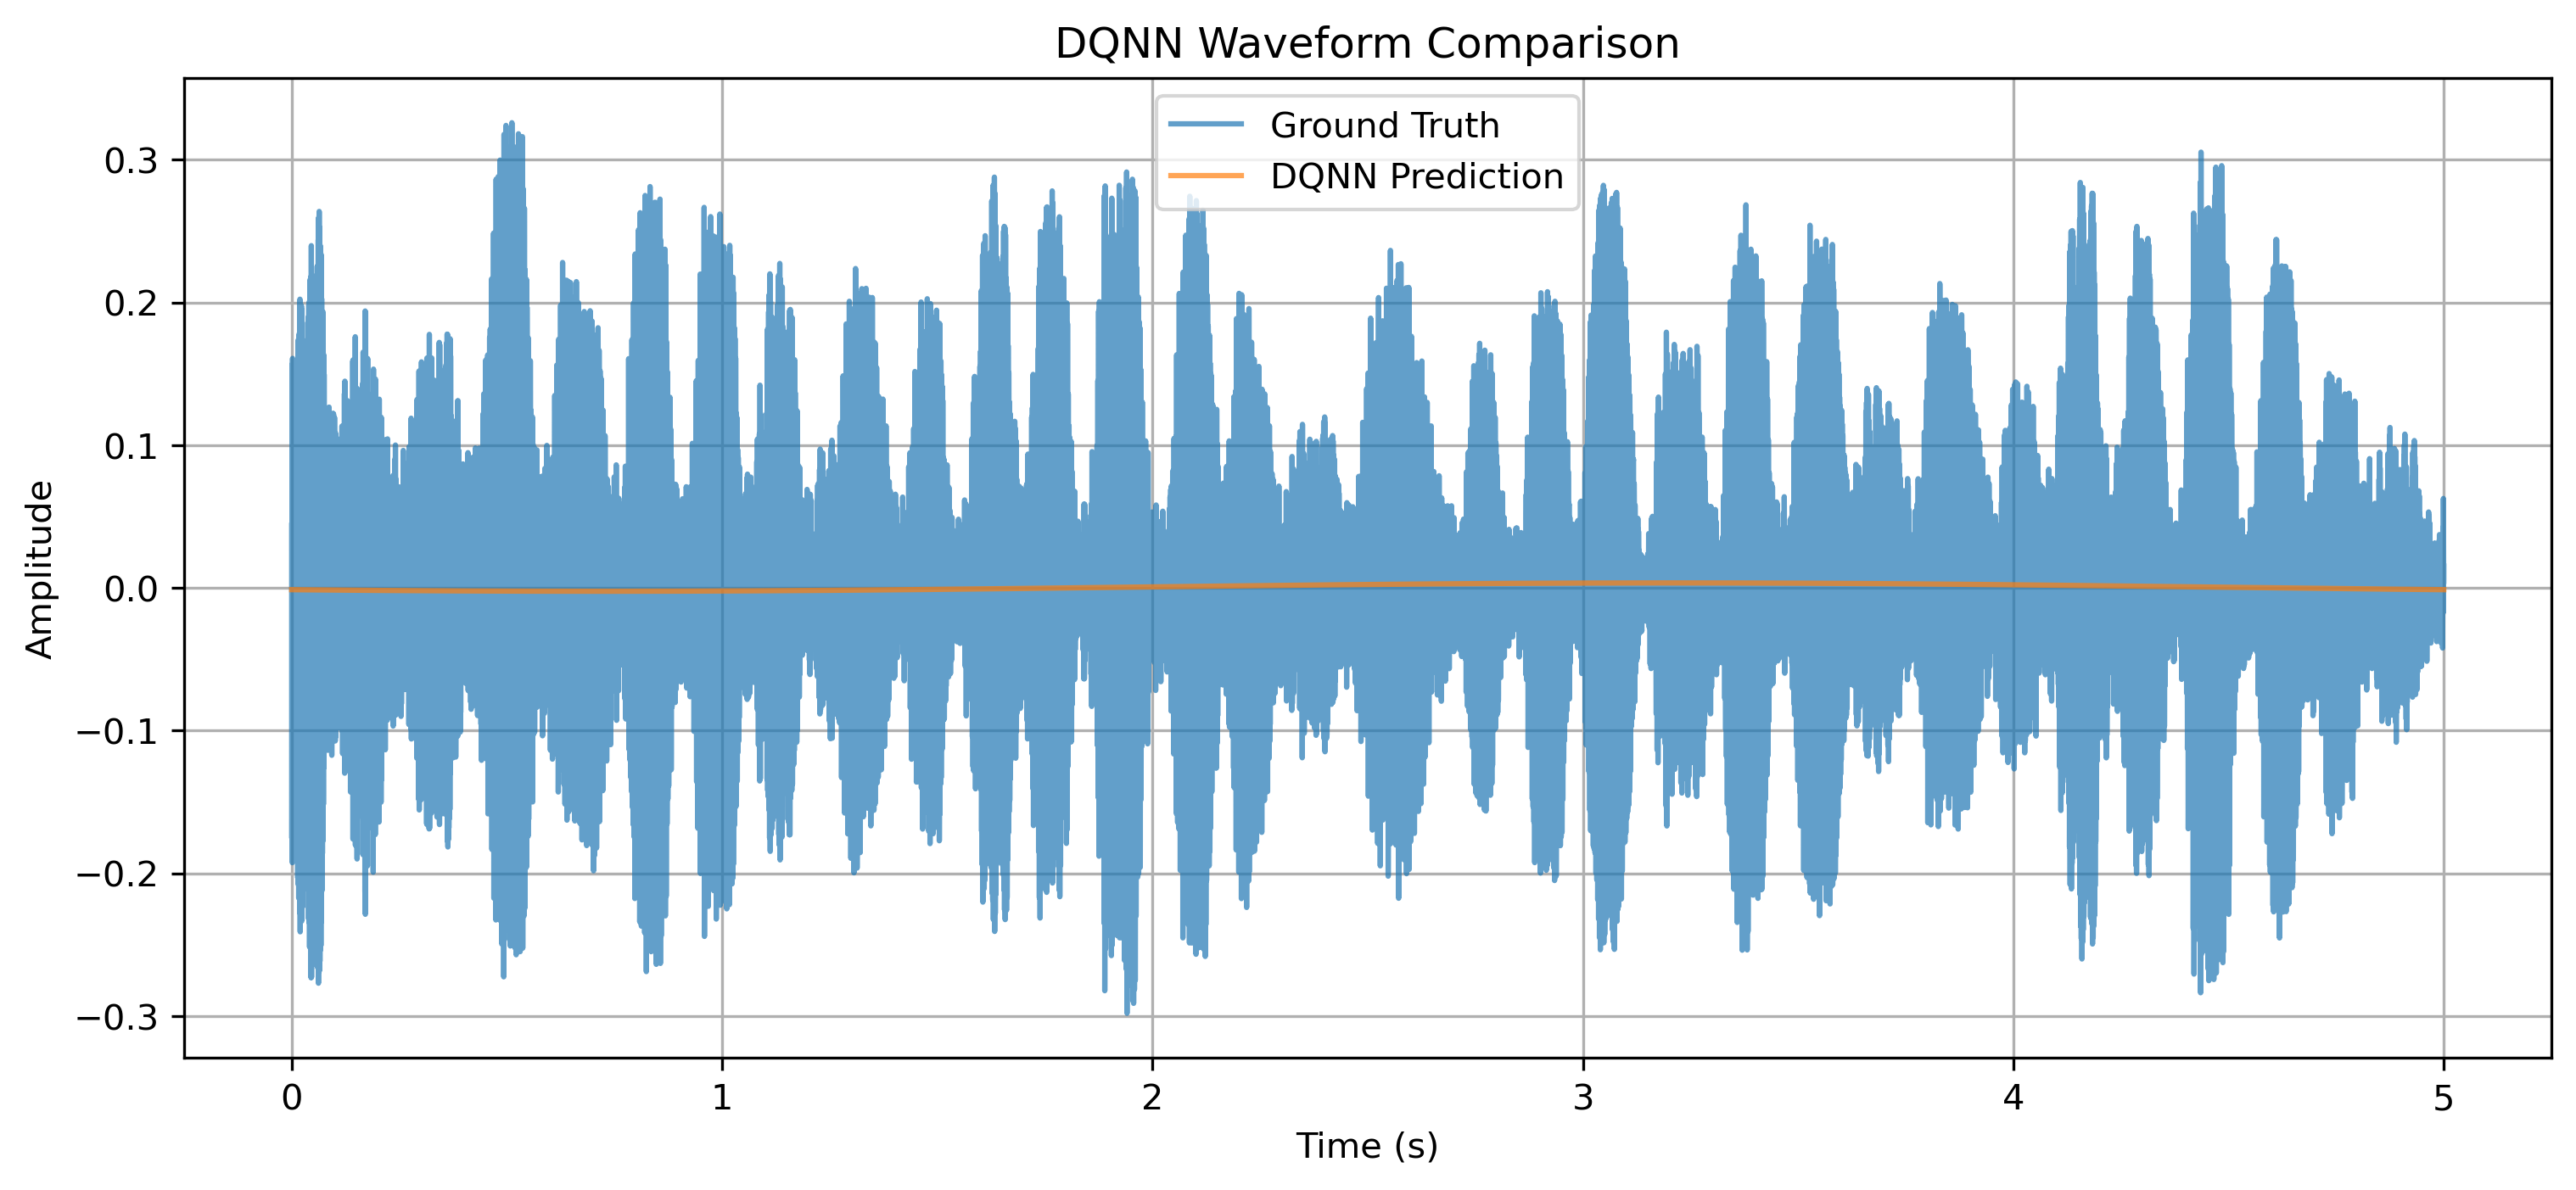 DQNN Waveform Comparison
Ground Truth
DQNN Prediction
Amplitude
0.3
0.2
0.1
0.0
−0.1
−0.2
−0.3
0 1 2 3 4 5
Time (s)